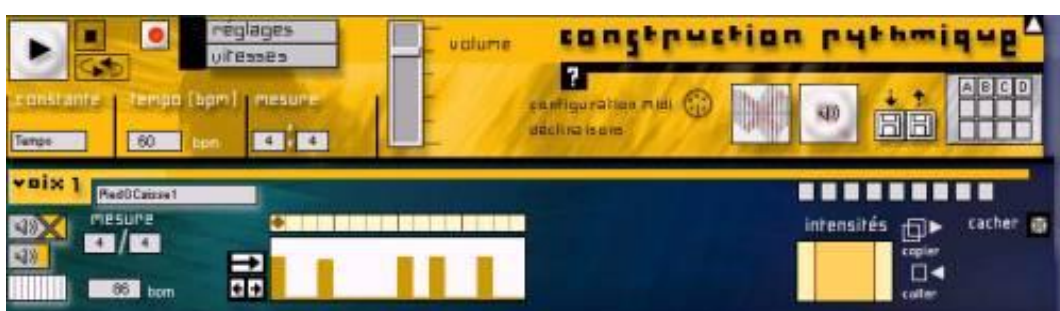 réglages
vitesses
volume
construction rythmique
?
constante
tempo (bpm)
mesure
Tempo
60
bpm
4 / 4
configuration midi
déclinaisons
A B C D
voix 1
Pied0Caisse1
mesure
4 / 4
86 bpm
intensités
copier
coller
cacher